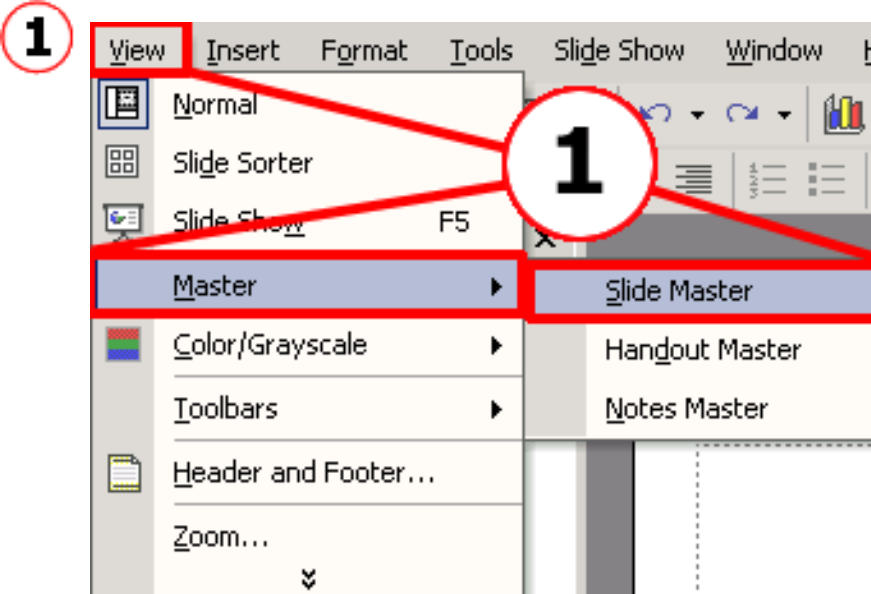 1
View Insert Format Tools Slide Show Window
Normal
1
Slide Sorter
Slide Show F5
Master
Slide Master
Color/Grayscale
Handout Master
Toolbars
Notes Master
Header and Footer...
Zoom...